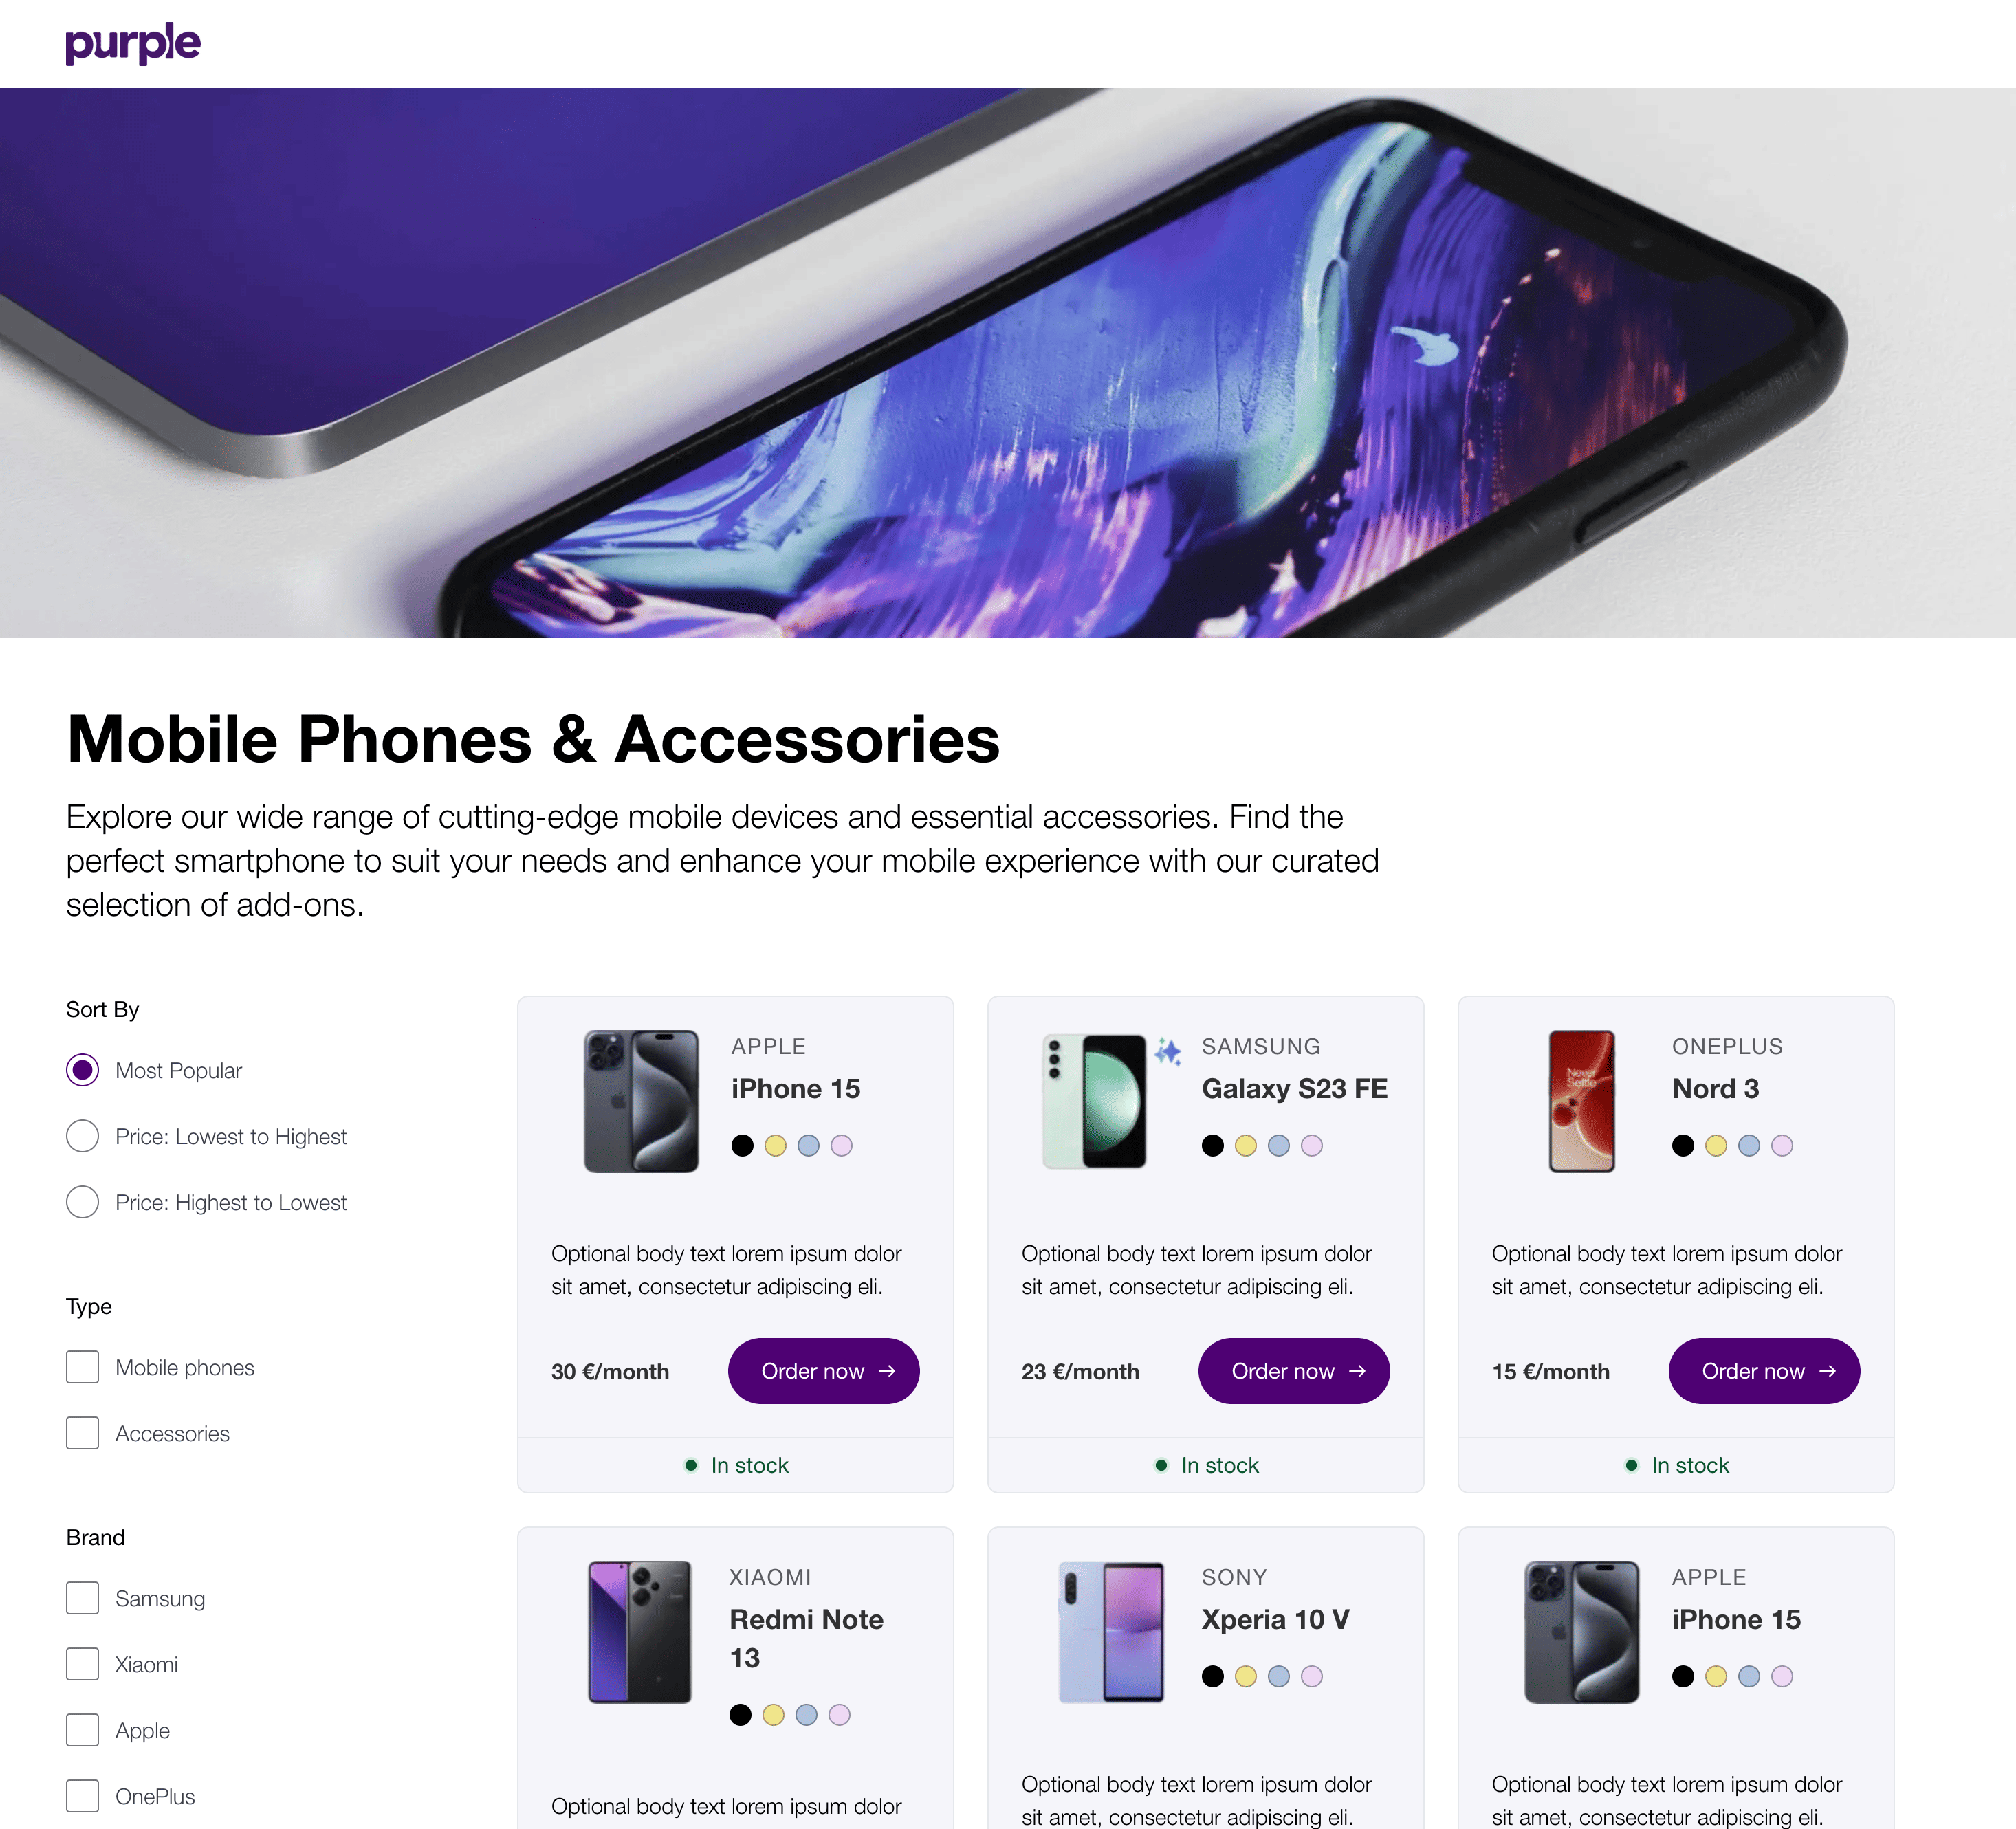 purple
Mobile Phones & Accessories
Explore our wide range of cutting-edge mobile devices and essential accessories. Find the
perfect smartphone to suit your needs and enhance your mobile experience with our curated
selection of add-ons.
Sort By
Most Popular
Price: Lowest to Highest
Price: Highest to Lowest
Type
Mobile phones
Accessories
Brand
Samsung
Xiaomi
Apple
OnePlus
APPLE
iPhone 15
Optional body text lorem ipsum dolor
sit amet, consectetur adipiscing eli.
30 €/month
Order now →
In stock
SAMSUNG
Galaxy S23 FE
Optional body text lorem ipsum dolor
sit amet, consectetur adipiscing eli.
23 €/month
Order now →
In stock
Never
Settle
ONEPLUS
Nord 3
Optional body text lorem ipsum dolor
sit amet, consectetur adipiscing eli.
15 €/month
Order now →
In stock
XIAOMI
Redmi Note
13
Optional body text lorem ipsum dolor
SONY
Xperia 10 V
Optional body text lorem ipsum dolor
sit amet, consectetur adipiscing eli.
APPLE
iPhone 15
Optional body text lorem ipsum dolor
sit amet, consectetur adipiscing eli.